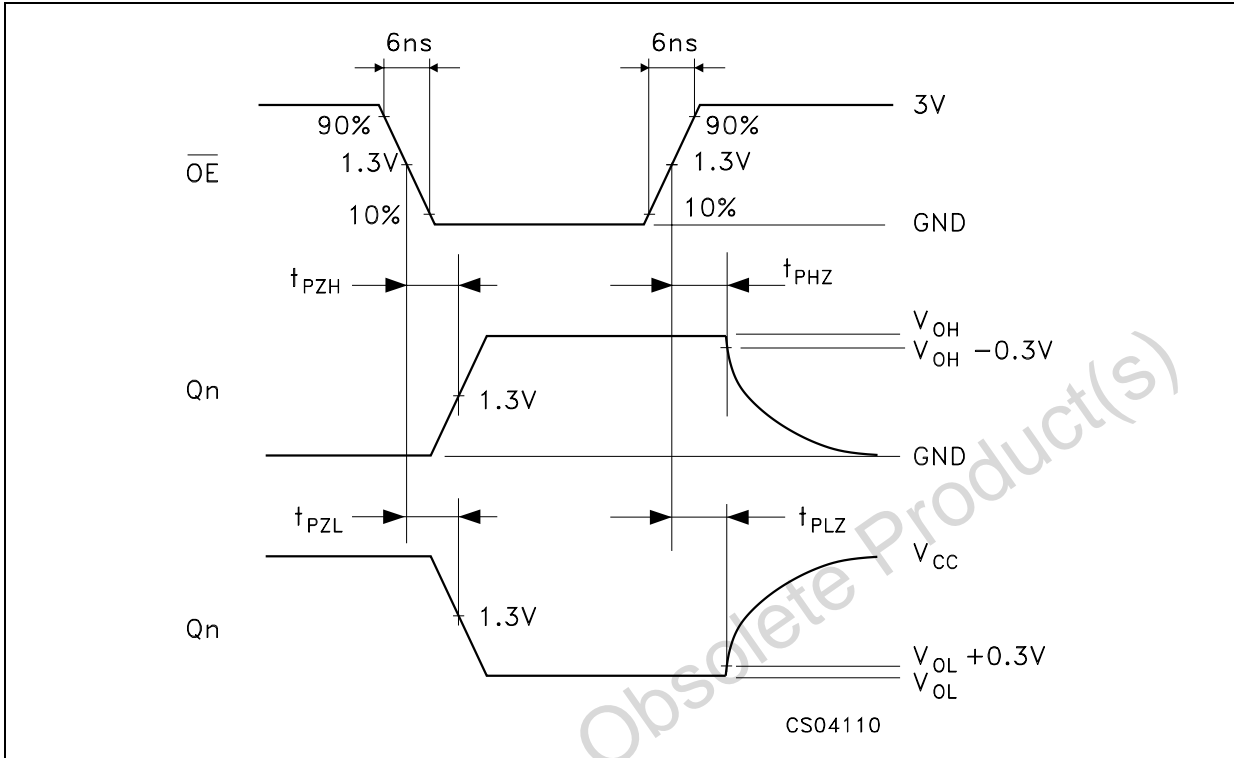 6ns 6ns
3V
90% 90%
OE
1.3V 1.3V
10% 10%
GND
tPZH tPHZ
VOH
VOH −0.3V
Qn
1.3V
GND
tPZL tPLZ
VCC
Qn
1.3V
VOL +0.3V
VOL
CS04110
Obsolete Product(s)